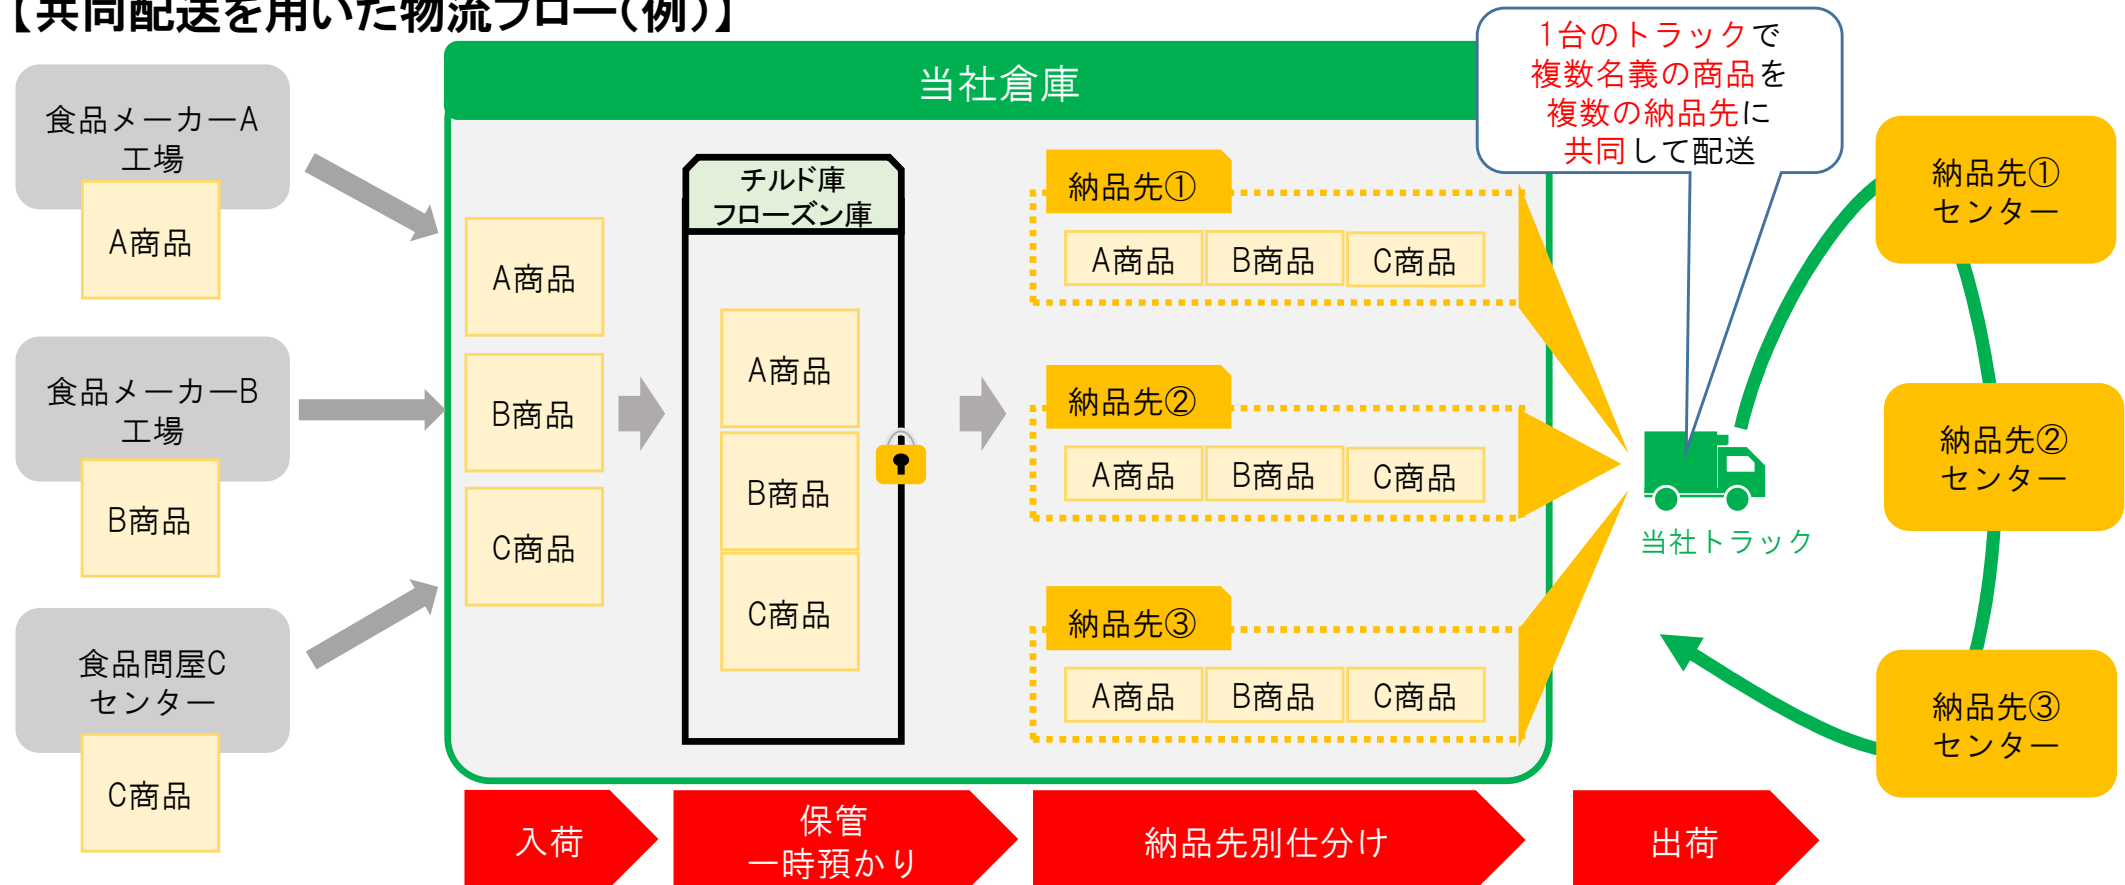 【共同配送を用いた物流フロー(例)】
食品メーカーA
工場
A商品
食品メーカーB
工場
B商品
食品問屋C
センター
C商品
当社倉庫
A商品
B商品
C商品
チルド庫
フローズン庫
A商品
B商品
C商品
納品先①
A商品 B商品 C商品
納品先②
A商品 B商品 C商品
納品先③
A商品 B商品 C商品
1台のトラックで
複数名義の商品を
複数の納品先に
共同して配送
当社トラック
納品先①
センター
納品先②
センター
納品先③
センター
入荷
保管
一時預かり
納品先別仕分け
出荷